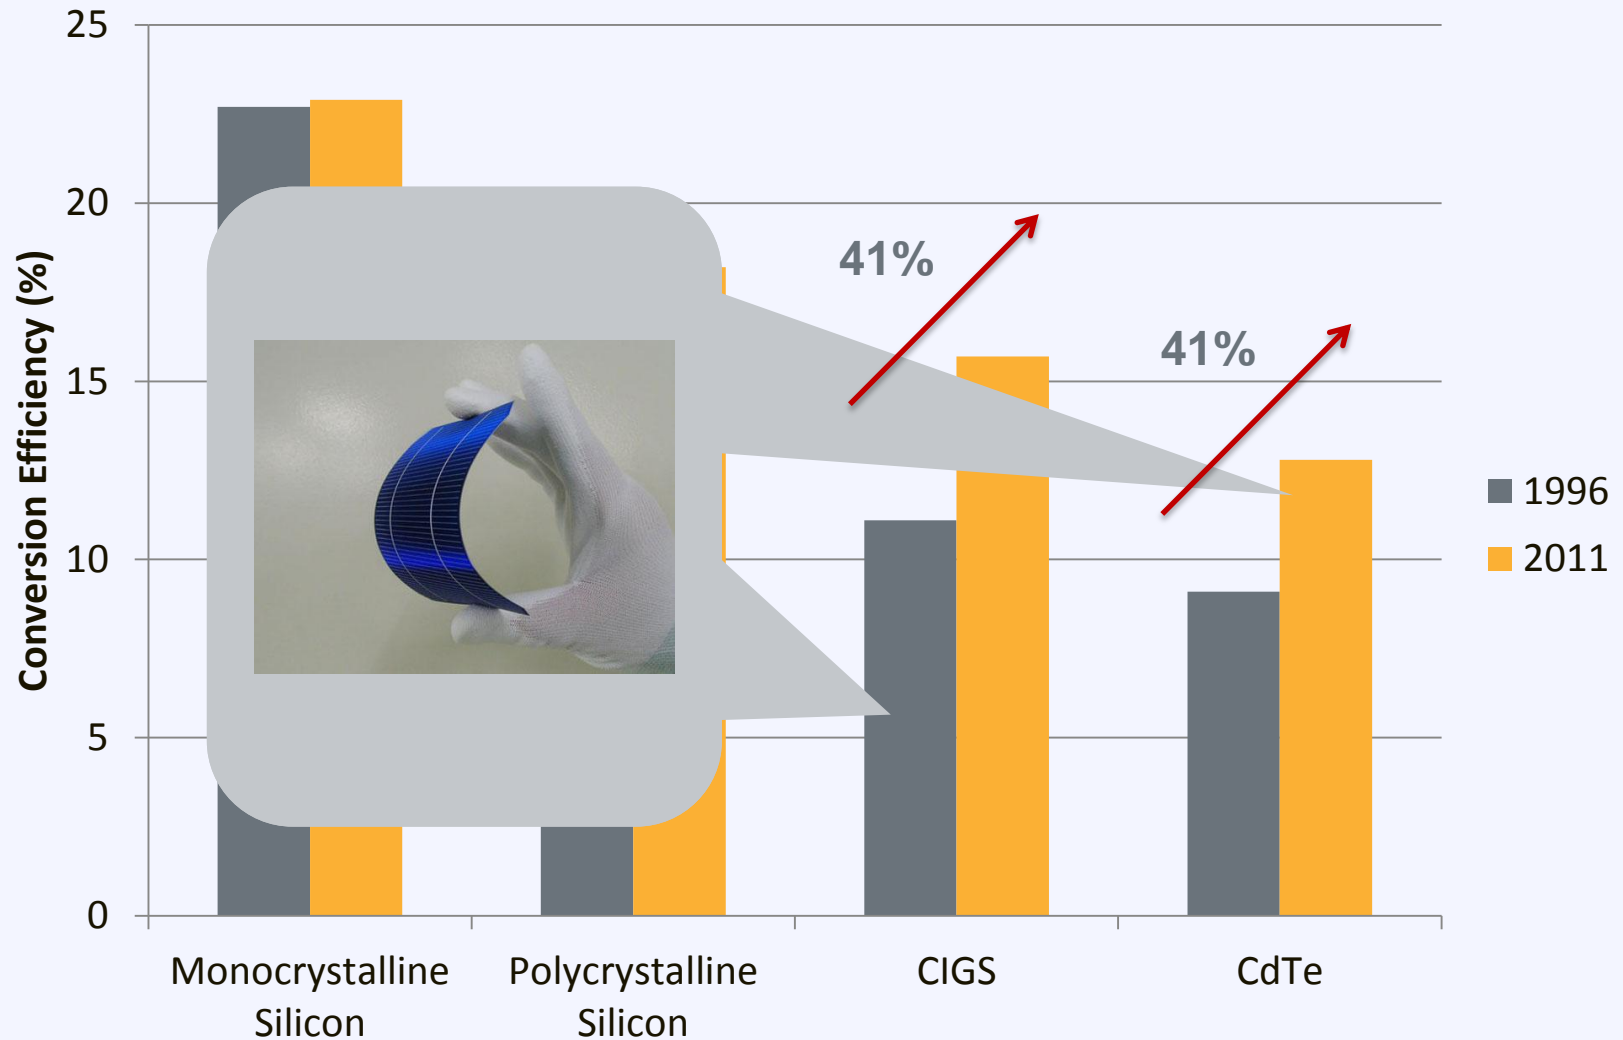 25
20
15
10
5
0
Conversion Efficiency (%)
41%
41%
1996
2011
Monocrystalline
Silicon
Polycrystalline
Silicon
CIGS
CdTe